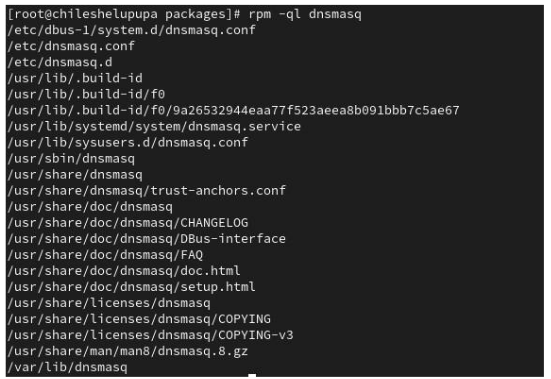 [root@chileshelupupa packages]# rpm -ql dnsmasq
/etc/dbus-1/system.d/dnsmasq.conf
/etc/dnsmasq.conf
/etc/dnsmasq.d
/usr/lib/.build-id
/usr/lib/.build-id/f0
/usr/lib/.build-id/f0/9a26532944eaa77f523aeea8b091bbb7c5ae67
/usr/lib/systemd/system/dnsmasq.service
/usr/lib/sysusers.d/dnsmasq.conf
/usr/sbin/dnsmasq
/usr/share/dnsmasq
/usr/share/dnsmasq/trust-anchors.conf
/usr/share/doc/dnsmasq
/usr/share/doc/dnsmasq/CHANGELOG
/usr/share/doc/dnsmasq/DBus-interface
/usr/share/doc/dnsmasq/FAQ
/usr/share/doc/dnsmasq/doc.html
/usr/share/doc/dnsmasq/setup.html
/usr/share/licenses/dnsmasq
/usr/share/licenses/dnsmasq/COPYING
/usr/share/licenses/dnsmasq/COPYING-v3
/usr/share/man/man8/dnsmasq.8.gz
/var/lib/dnsmasq